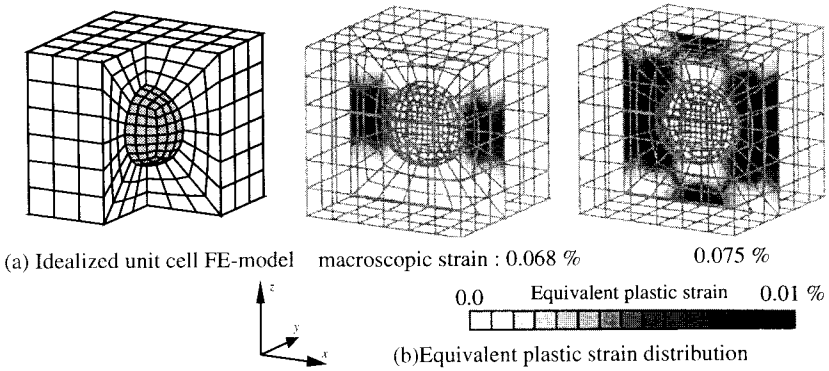 (a) Idealized unit cell FE-model macroscopic strain : 0.068 % 0.075 %
z
y
x
0.0 Equivalent plastic strain 0.01 %
(b)Equivalent plastic strain distribution